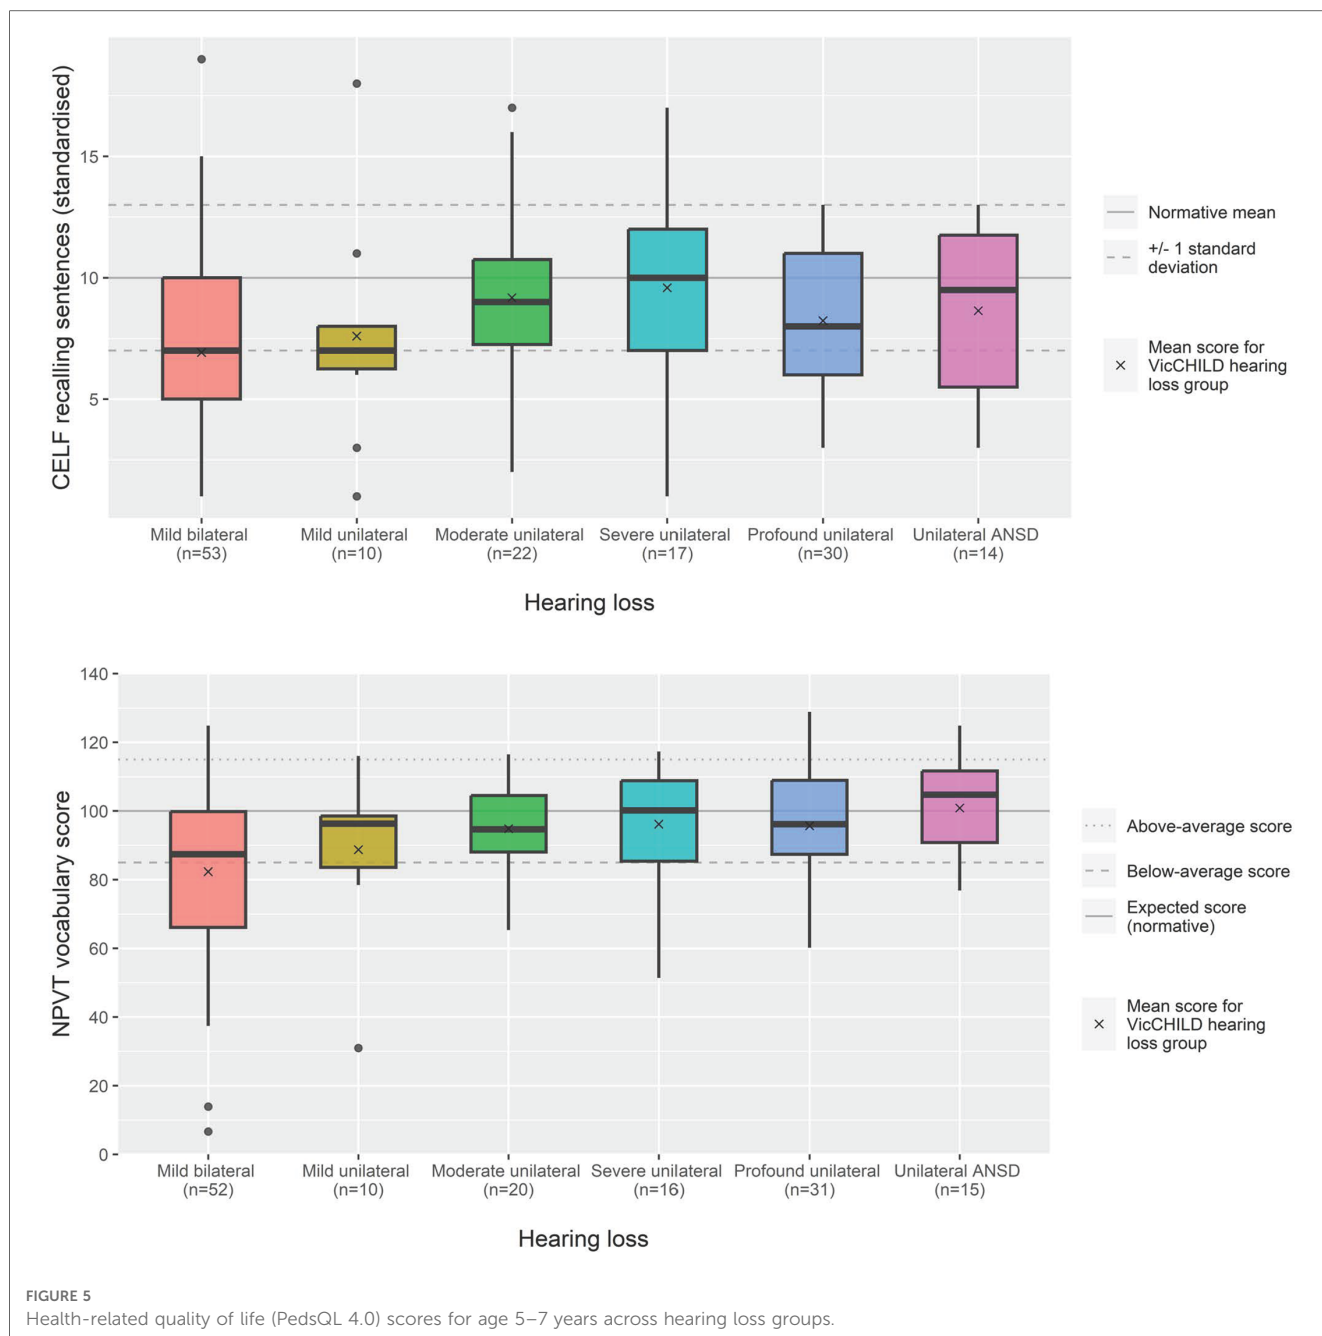 CELF recalling sentences (standardised)
15
10
5
Mild bilateral
(n=53)
Mild unilateral
(n=10)
Moderate unilateral
(n=22)
Severe unilateral
(n=17)
Profound unilateral
(n=30)
Unilateral ANSD
(n=14)
Hearing loss
Normative mean
+/- 1 standard
deviation
Mean score for
VicCHILD hearing
loss group
NPVT vocabulary score
140
120
100
80
60
40
20
0
Mild bilateral
(n=52)
Mild unilateral
(n=10)
Moderate unilateral
(n=20)
Severe unilateral
(n=16)
Profound unilateral
(n=31)
Unilateral ANSD
(n=15)
Hearing loss
Above-average score
Below-average score
Expected score
(normative)
Mean score for
VicCHILD hearing
loss group
FIGURE 5
Health-related quality of life (PedsQL 4.0) scores for age 5–7 years across hearing loss groups.